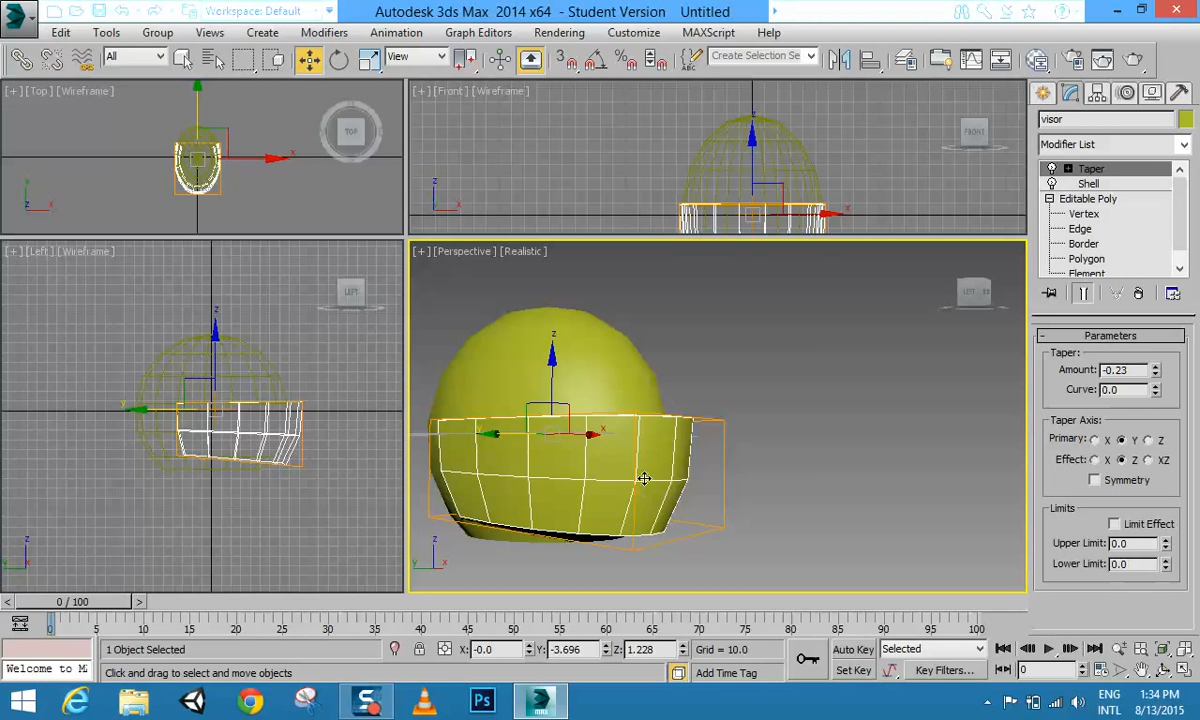 Workspace: Default
Autodesk 3ds Max 2014 x64 - Student Version Untitled
Edit Tools Group Views Create Modifiers Animation Graph Editors Rendering Customize MAXScript Help
All View Create Selection Se
[+] [Top] [Wireframe]
TOP
x
z
x
[+] [Front] [Wireframe]
FRONT
z
x
z
x
[+] [Left] [Wireframe]
LEFT
z
y
z
x
[+] [Perspective] [Realistic]
LEFT
z
y
x
z
x
visor
Modifier List
Taper
Shell
Editable Poly
Vertex
Edge
Border
Polygon
Element
Parameters
Taper:
Amount: -0.23
Curve: 0.0
Taper Axis:
Primary: X Y Z
Effect: X Z XZ
Symmetry
Limits
Limit Effect
Upper Limit: 0.0
Lower Limit: 0.0
0 / 100
0 5 10 15 20 25 30 35 40 45 50 55 60 65 70 75 80 85 90 95 100
1 Object Selected X: -0.0 Y: -3.696 Z: 1.228 Grid = 10.0 Auto Key Selected
Welcome to M Click and drag to select and move objects Add Time Tag Set Key Key Filters... 0
ENG 1:34 PM
INTL 8/13/2015